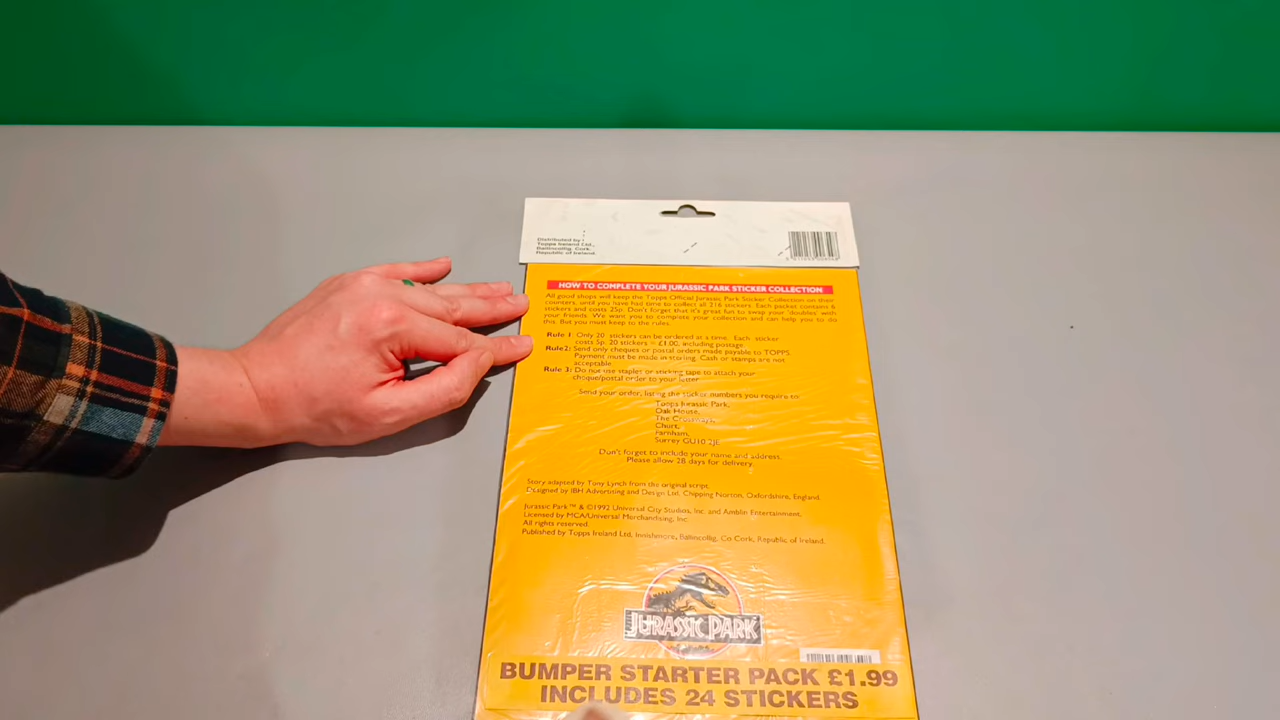 Distributed by
Topps Ireland Ltd.,
Ballincollig, Cork,
Republic of Ireland.
HOW TO COMPLETE YOUR JURASSIC PARK STICKER COLLECTION
All good shops will keep the Topps Official Jurassic Park Sticker Collection on their
counters, until you have had time to collect all 216 stickers. Each packet contains 6
stickers and costs 25p. Don't forget that it's great fun to swap your 'doubles' with
your friends. We want you to complete your collection and can help you to do
this. But you must keep to the rules.
Rule 1: Only 20 stickers can be ordered at a time. Each sticker
costs 5p. 20 stickers = £1.00, including postage.
Rule2: Send only cheques or postal orders made payable to TOPPS.
Payment must be made in sterling. Cash or stamps are not
acceptable.
Rule 3: Do not use staples or sticking tape to attach your
cheque/postal order to your letter.
Send your order, listing the sticker numbers you require to:
Topps Jurassic Park,
Oak House,
The Crossways,
Churt,
Farnham,
Surrey GU10 2JE
Don't forget to include your name and address.
Please allow 28 days for delivery.
Story adapted by Tony Lynch from the original script.
Designed by IBH Advertising and Design Ltd, Chipping Norton, Oxfordshire, England.
Jurassic Park™ & ©1992 Universal City Studios, Inc. and Amblin Entertainment.
Licensed by MCA/Universal Merchandising, Inc.
All rights reserved.
Published by Topps Ireland Ltd, Innishmore, Ballincollig, Co Cork, Republic of Ireland.
JURASSIC PARK
BUMPER STARTER PACK £1.99
INCLUDES 24 STICKERS